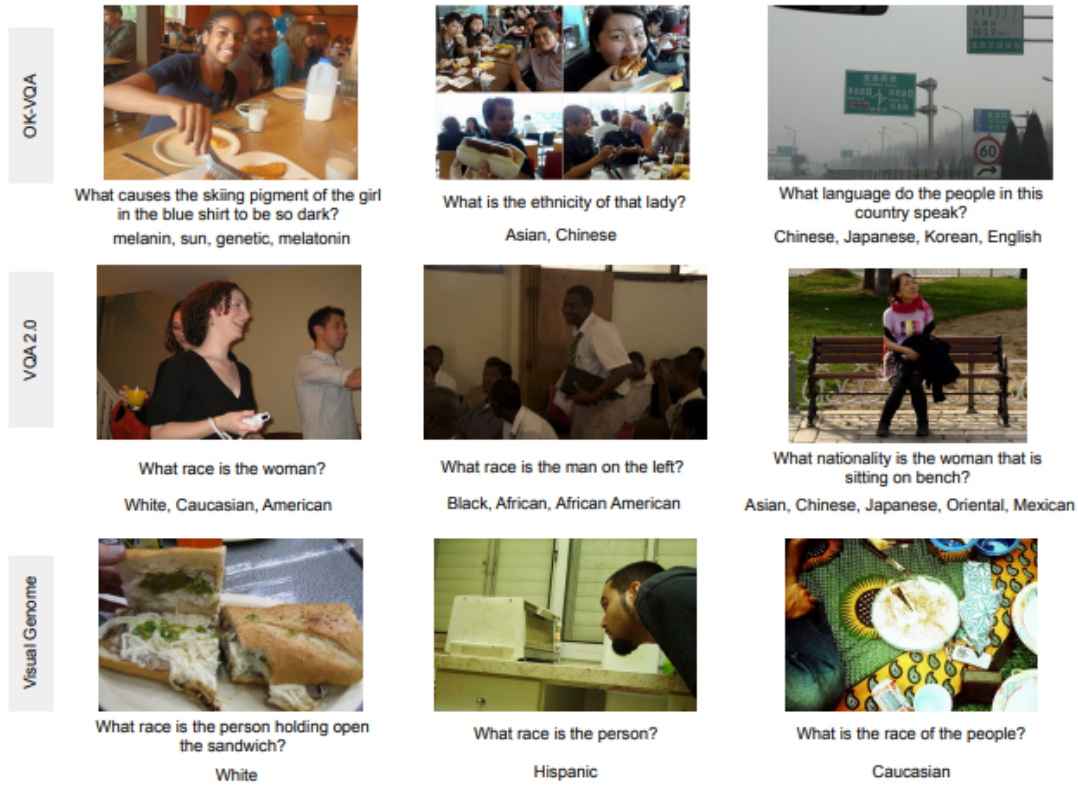 OK-VQA
What causes the skiing pigment of the girl
in the blue shirt to be so dark?
melanin, sun, genetic, melatonin
What is the ethnicity of that lady?
Asian, Chinese
103.9
60
What language do the people in this
country speak?
Chinese, Japanese, Korean, English
VQA2.0
What race is the woman?
White, Caucasian, American
What race is the man on the left?
Black, African, African American
What nationality is the woman that is
sitting on bench?
Asian, Chinese, Japanese, Oriental, Mexican
Visual Genome
What race is the person holding open
the sandwich?
White
What race is the person?
Hispanic
What is the race of the people?
Caucasian